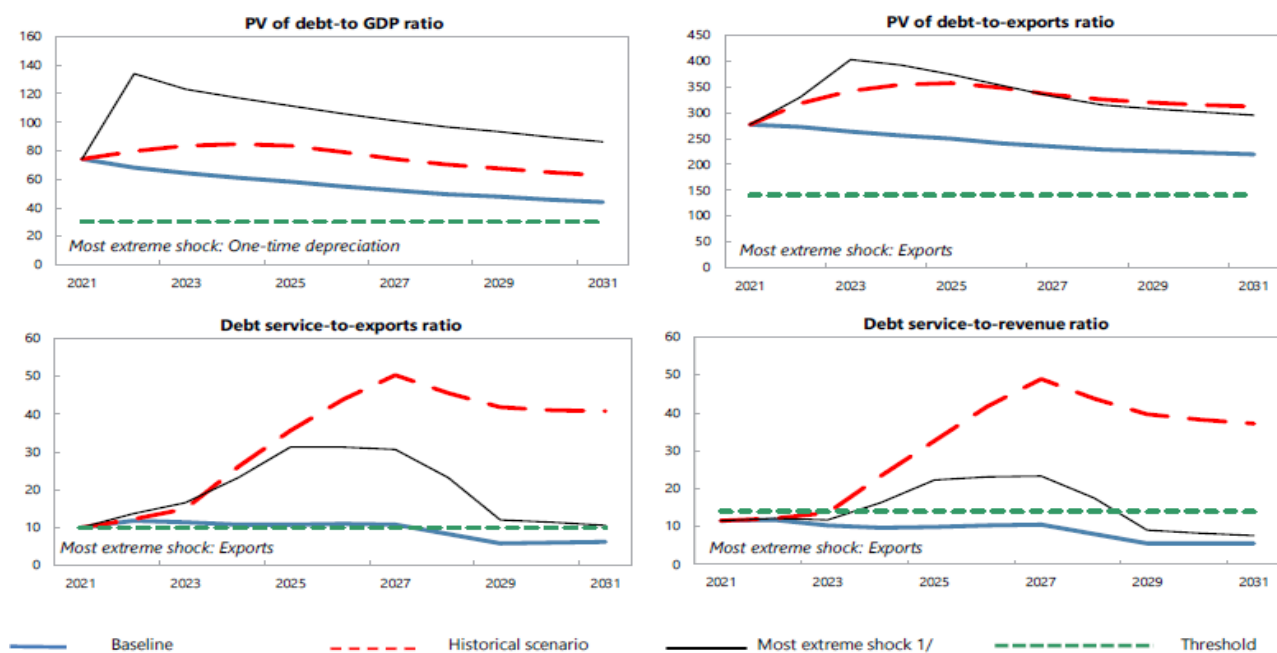 PV of debt-to GDP ratio
160
140
120
100
80
60
40
20
0
Most extreme shock: One-time depreciation
2021 2023 2025 2027 2029 2031
PV of debt-to-exports ratio
450
400
350
300
250
200
150
100
50
0
Most extreme shock: Exports
2021 2023 2025 2027 2029 2031
Debt service-to-exports ratio
60
50
40
30
20
10
0
Most extreme shock: Exports
2021 2023 2025 2027 2029 2031
Debt service-to-revenue ratio
60
50
40
30
20
10
0
Most extreme shock: Exports
2021 2023 2025 2027 2029 2031
Baseline Historical scenario Most extreme shock 1/ Threshold